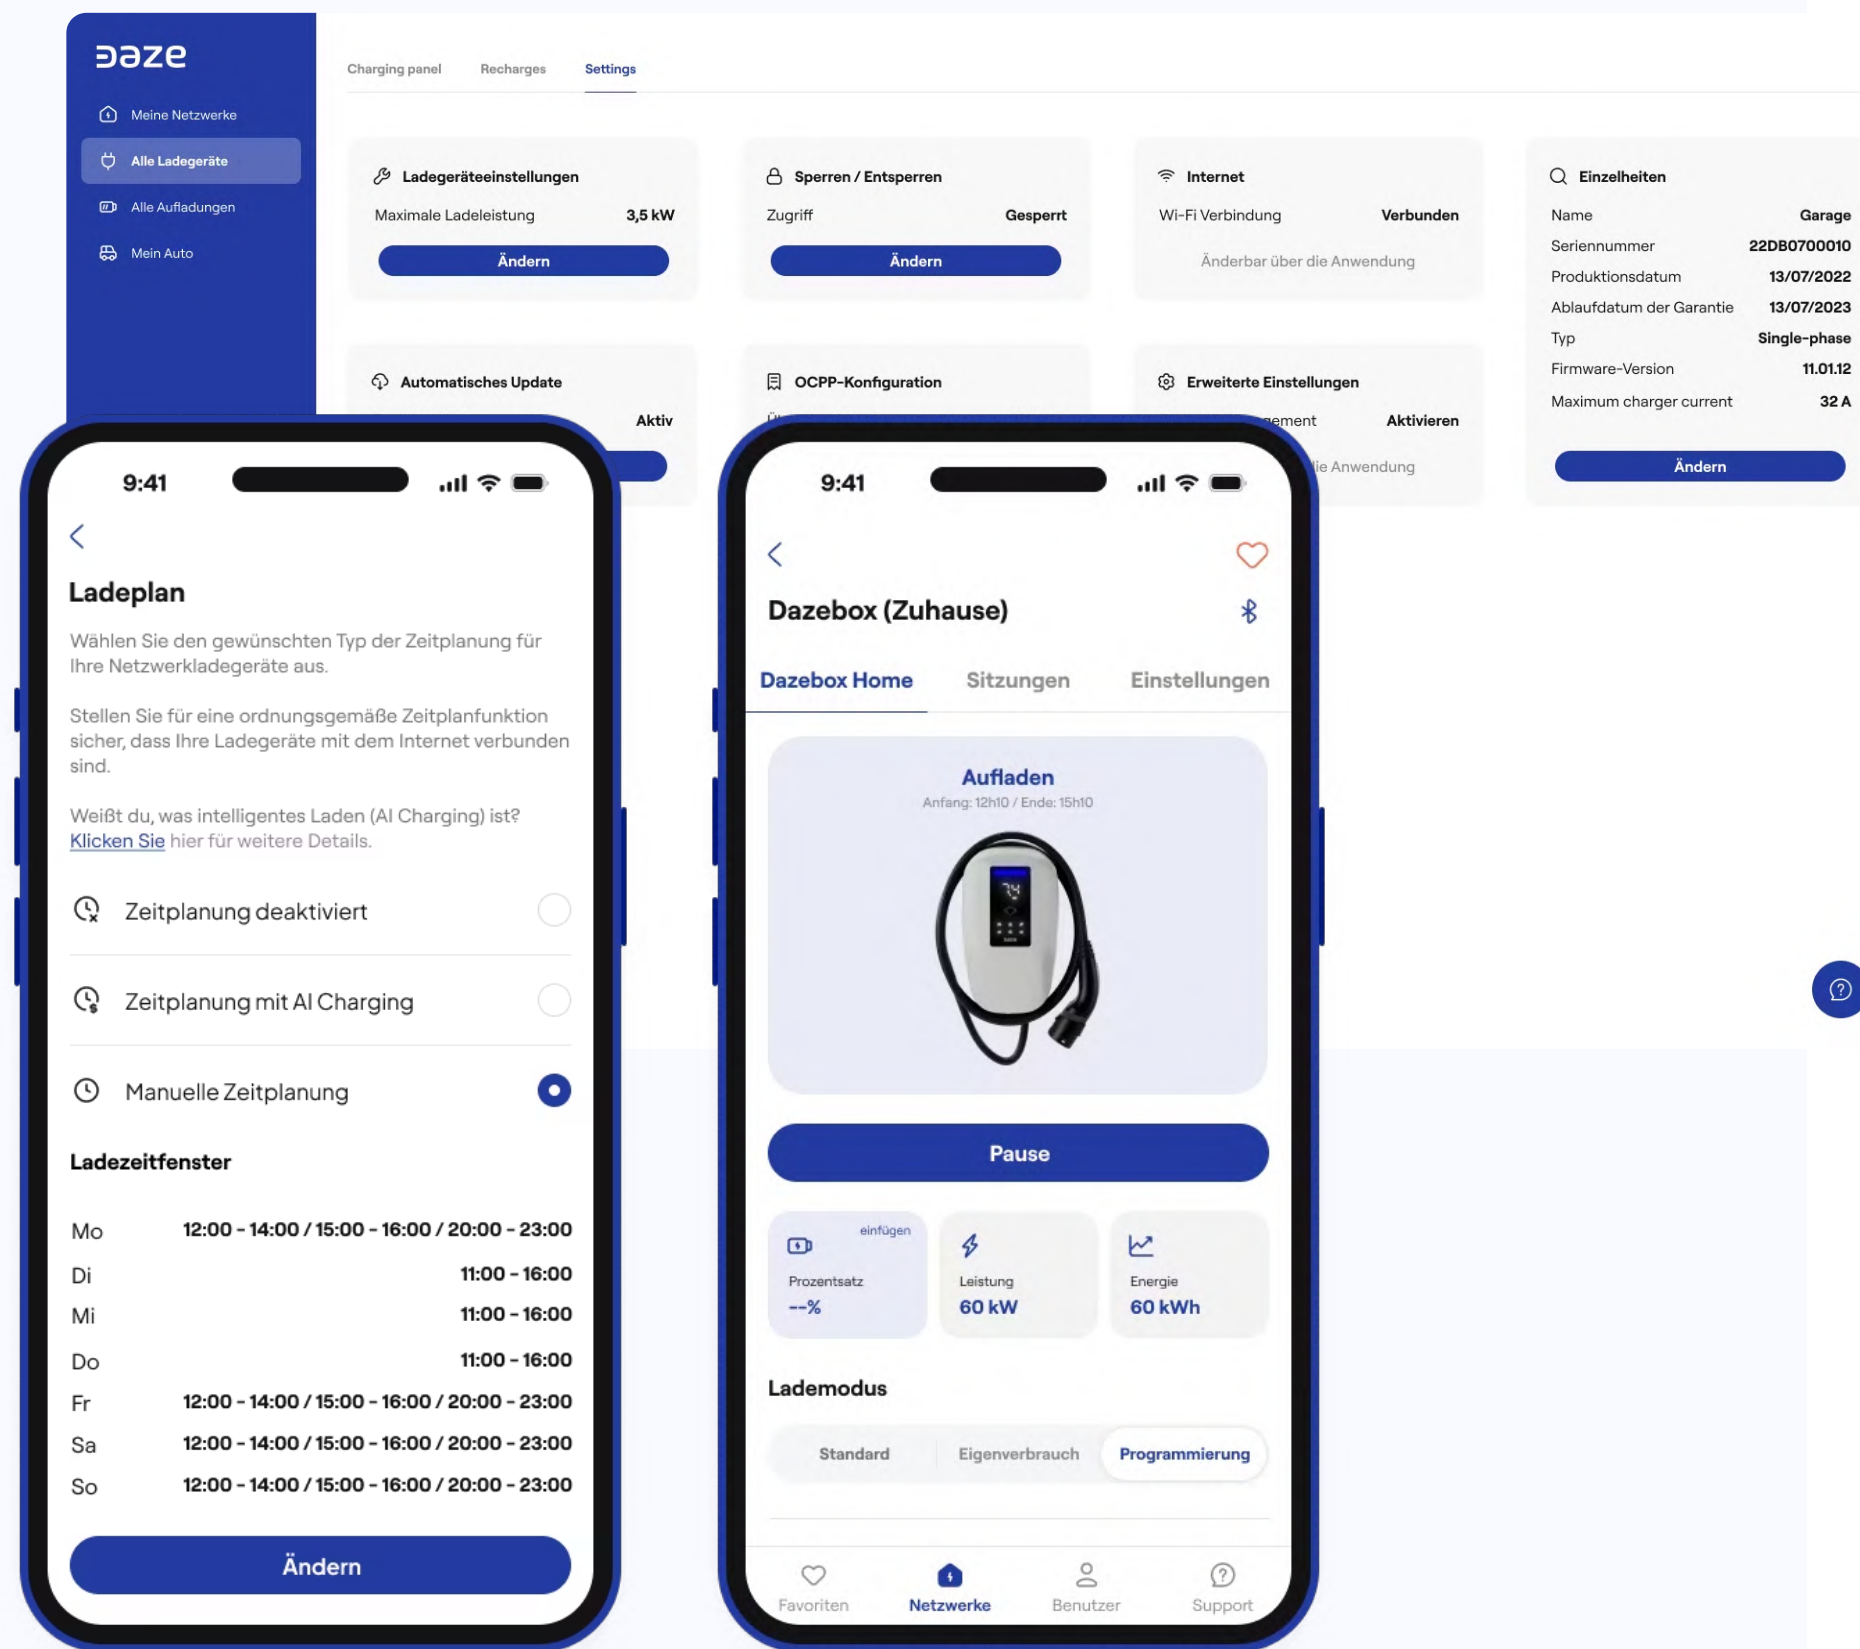 Daze
Meine Netzwerke
Alle Ladegeräte
Alle Aufladungen
Mein Auto
Charging panel Recharges Settings
Ladegeräteeinstellungen
Maximale Ladeleistung 3,5 kW
Ändern
Sperren / Entsperren
Zugriff Gesperrt
Ändern
Internet
Wi-Fi Verbindung Verbunden
Änderbar über die Anwendung
Einzelheiten
Name Garage
Seriennummer 22DB0700010
Produktionsdatum 13/07/2022
Ablaufdatum der Garantie 13/07/2023
Typ Single-phase
Firmware-Version 11.01.12
Maximum charger current 32 A
Ändern
Automatisches Update
Aktiv
OCPP-Konfiguration
Erweiterte Einstellungen
Aktivieren
Anwendung
9:41
Ladeplan
Wählen Sie den gewünschten Typ der Zeitplanung für
Ihre Netzwerkladegeräte aus.
Stellen Sie für eine ordnungsgemäße Zeitplanfunktion
sicher, dass Ihre Ladegeräte mit dem Internet verbunden
sind.
Weißt du, was intelligentes Laden (AI Charging) ist?
Klicken Sie hier für weitere Details.
Zeitplanung deaktiviert
Zeitplanung mit AI Charging
Manuelle Zeitplanung
Ladezeitfenster
Mo 12:00 - 14:00 / 15:00 - 16:00 / 20:00 - 23:00
Di 11:00 - 16:00
Mi 11:00 - 16:00
Do 11:00 - 16:00
Fr 12:00 - 14:00 / 15:00 - 16:00 / 20:00 - 23:00
Sa 12:00 - 14:00 / 15:00 - 16:00 / 20:00 - 23:00
So 12:00 - 14:00 / 15:00 - 16:00 / 20:00 - 23:00
Ändern
9:41
Dazebox (Zuhause)
Dazebox Home Sitzungen Einstellungen
Aufladen
Anfang: 12h10 / Ende: 15h10
7,4
Pause
einfügen
Prozentsatz
--%
Leistung
60 kW
Energie
60 kWh
Lademodus
Standard Eigenverbrauch Programmierung
Favoriten Netzwerke Benutzer Support